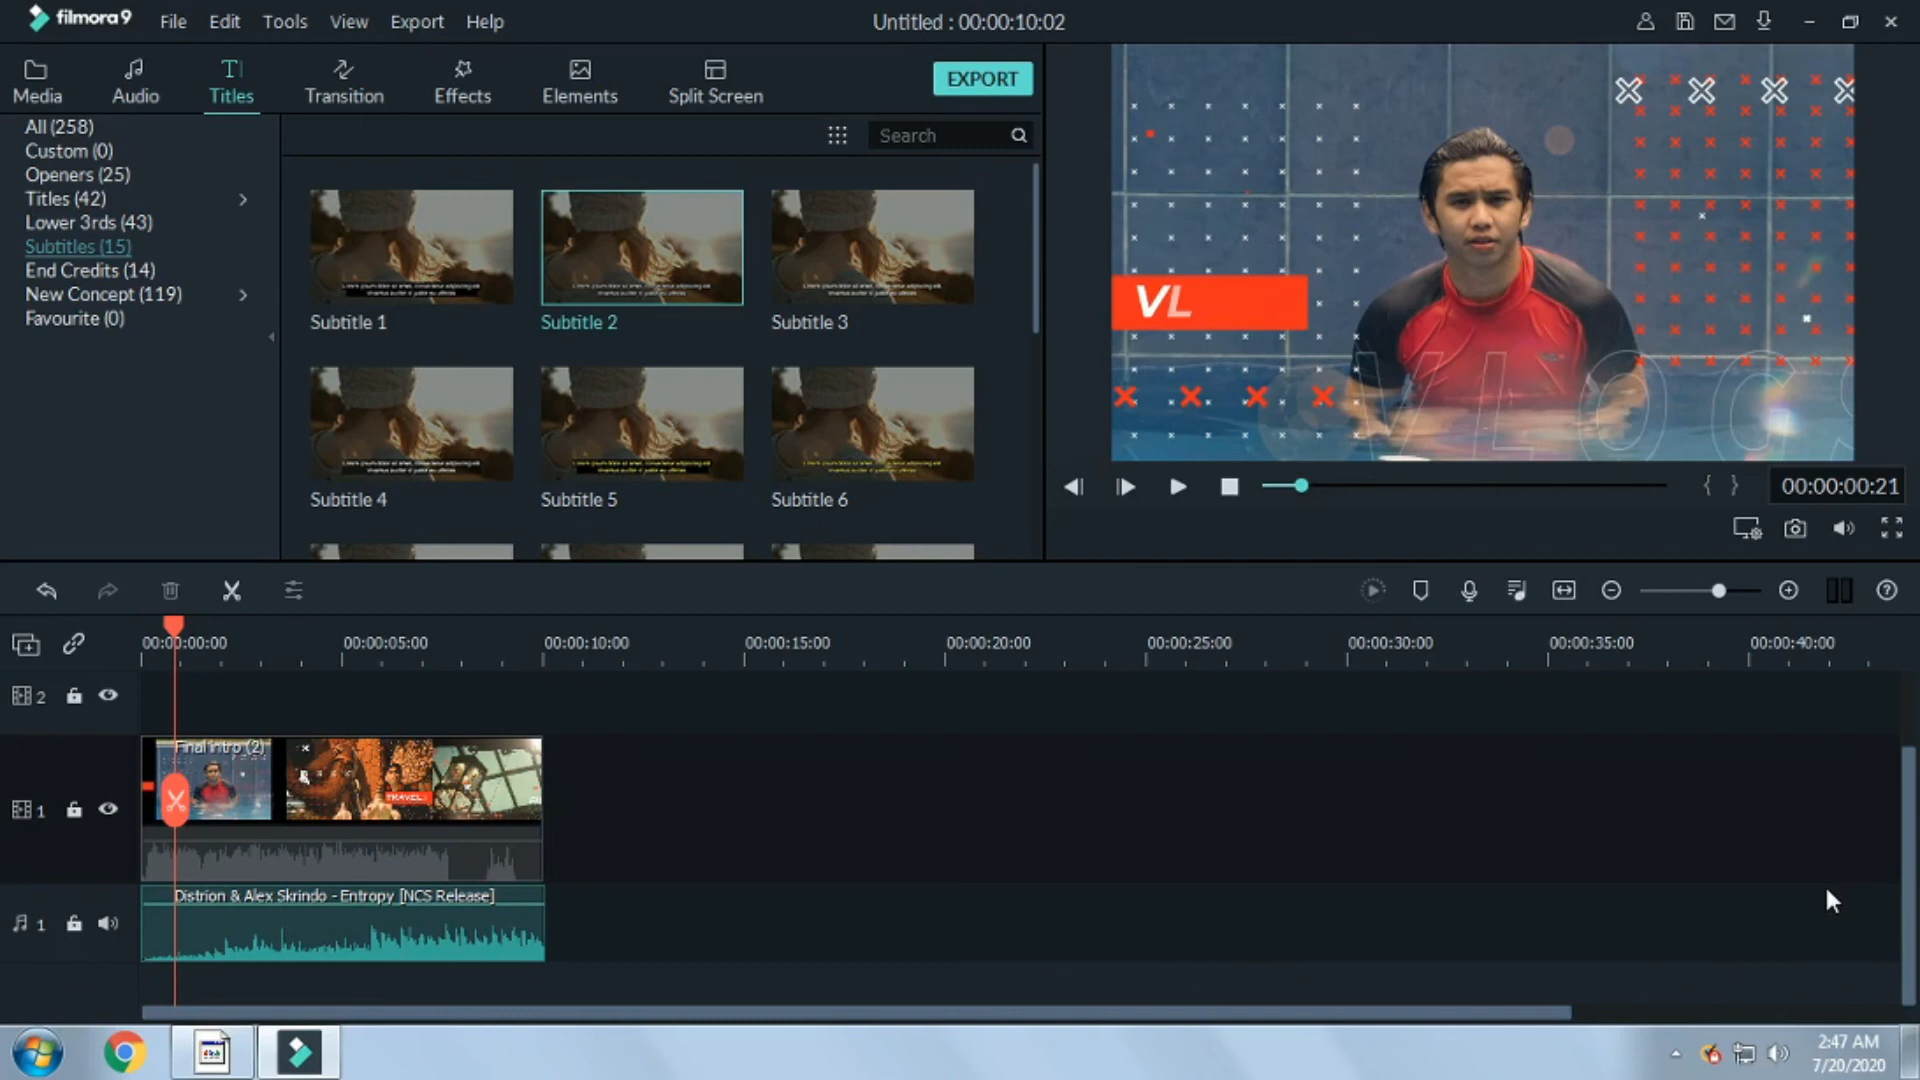 filmora9
File Edit Tools View Export Help
Untitled : 00:00:10:02
Media
Audio
Titles
Transition
Effects
Elements
Split Screen
EXPORT
All (258)
Custom (0)
Openers (25)
Titles (42)
Lower 3rds (43)
Subtitles (15)
End Credits (14)
New Concept (119)
Favourite (0)
Search
Subtitle 1
Subtitle 2
Subtitle 3
Subtitle 4
Subtitle 5
Subtitle 6
VL
VLOGS
00:00:00:21
00:00:00:00
00:00:05:00
00:00:10:00
00:00:15:00
00:00:20:00
00:00:25:00
00:00:30:00
00:00:35:00
00:00:40:00
2
Final intro (2)
TRAVEL
1
Distrion & Alex Skrindo - Entropy [NCS Release]
1
2:47 AM
7/20/2020